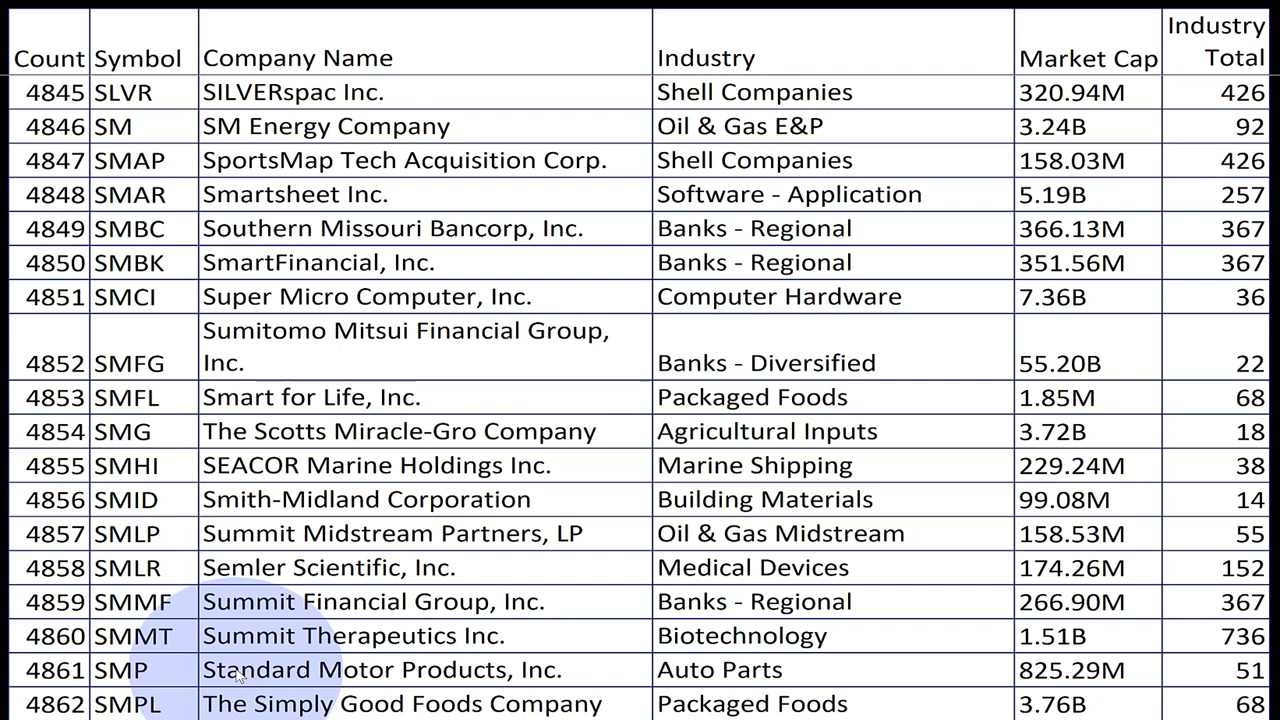 Count Symbol Company Name Industry Market Cap Industry Total
4845 SLVR SILVERspac Inc. Shell Companies 320.94M 426
4846 SM SM Energy Company Oil & Gas E&P 3.24B 92
4847 SMAP SportsMap Tech Acquisition Corp. Shell Companies 158.03M 426
4848 SMAR Smartsheet Inc. Software - Application 5.19B 257
4849 SMBC Southern Missouri Bancorp, Inc. Banks - Regional 366.13M 367
4850 SMBK SmartFinancial, Inc. Banks - Regional 351.56M 367
4851 SMCI Super Micro Computer, Inc. Computer Hardware 7.36B 36
4852 SMFG Sumitomo Mitsui Financial Group, Inc. Banks - Diversified 55.20B 22
4853 SMFL Smart for Life, Inc. Packaged Foods 1.85M 68
4854 SMG The Scotts Miracle-Gro Company Agricultural Inputs 3.72B 18
4855 SMHI SEACOR Marine Holdings Inc. Marine Shipping 229.24M 38
4856 SMID Smith-Midland Corporation Building Materials 99.08M 14
4857 SMLP Summit Midstream Partners, LP Oil & Gas Midstream 158.53M 55
4858 SMLR Semler Scientific, Inc. Medical Devices 174.26M 152
4859 SMMF Summit Financial Group, Inc. Banks - Regional 266.90M 367
4860 SMMT Summit Therapeutics Inc. Biotechnology 1.51B 736
4861 SMP Standard Motor Products, Inc. Auto Parts 825.29M 51
4862 SMPL The Simply Good Foods Company Packaged Foods 3.76B 68